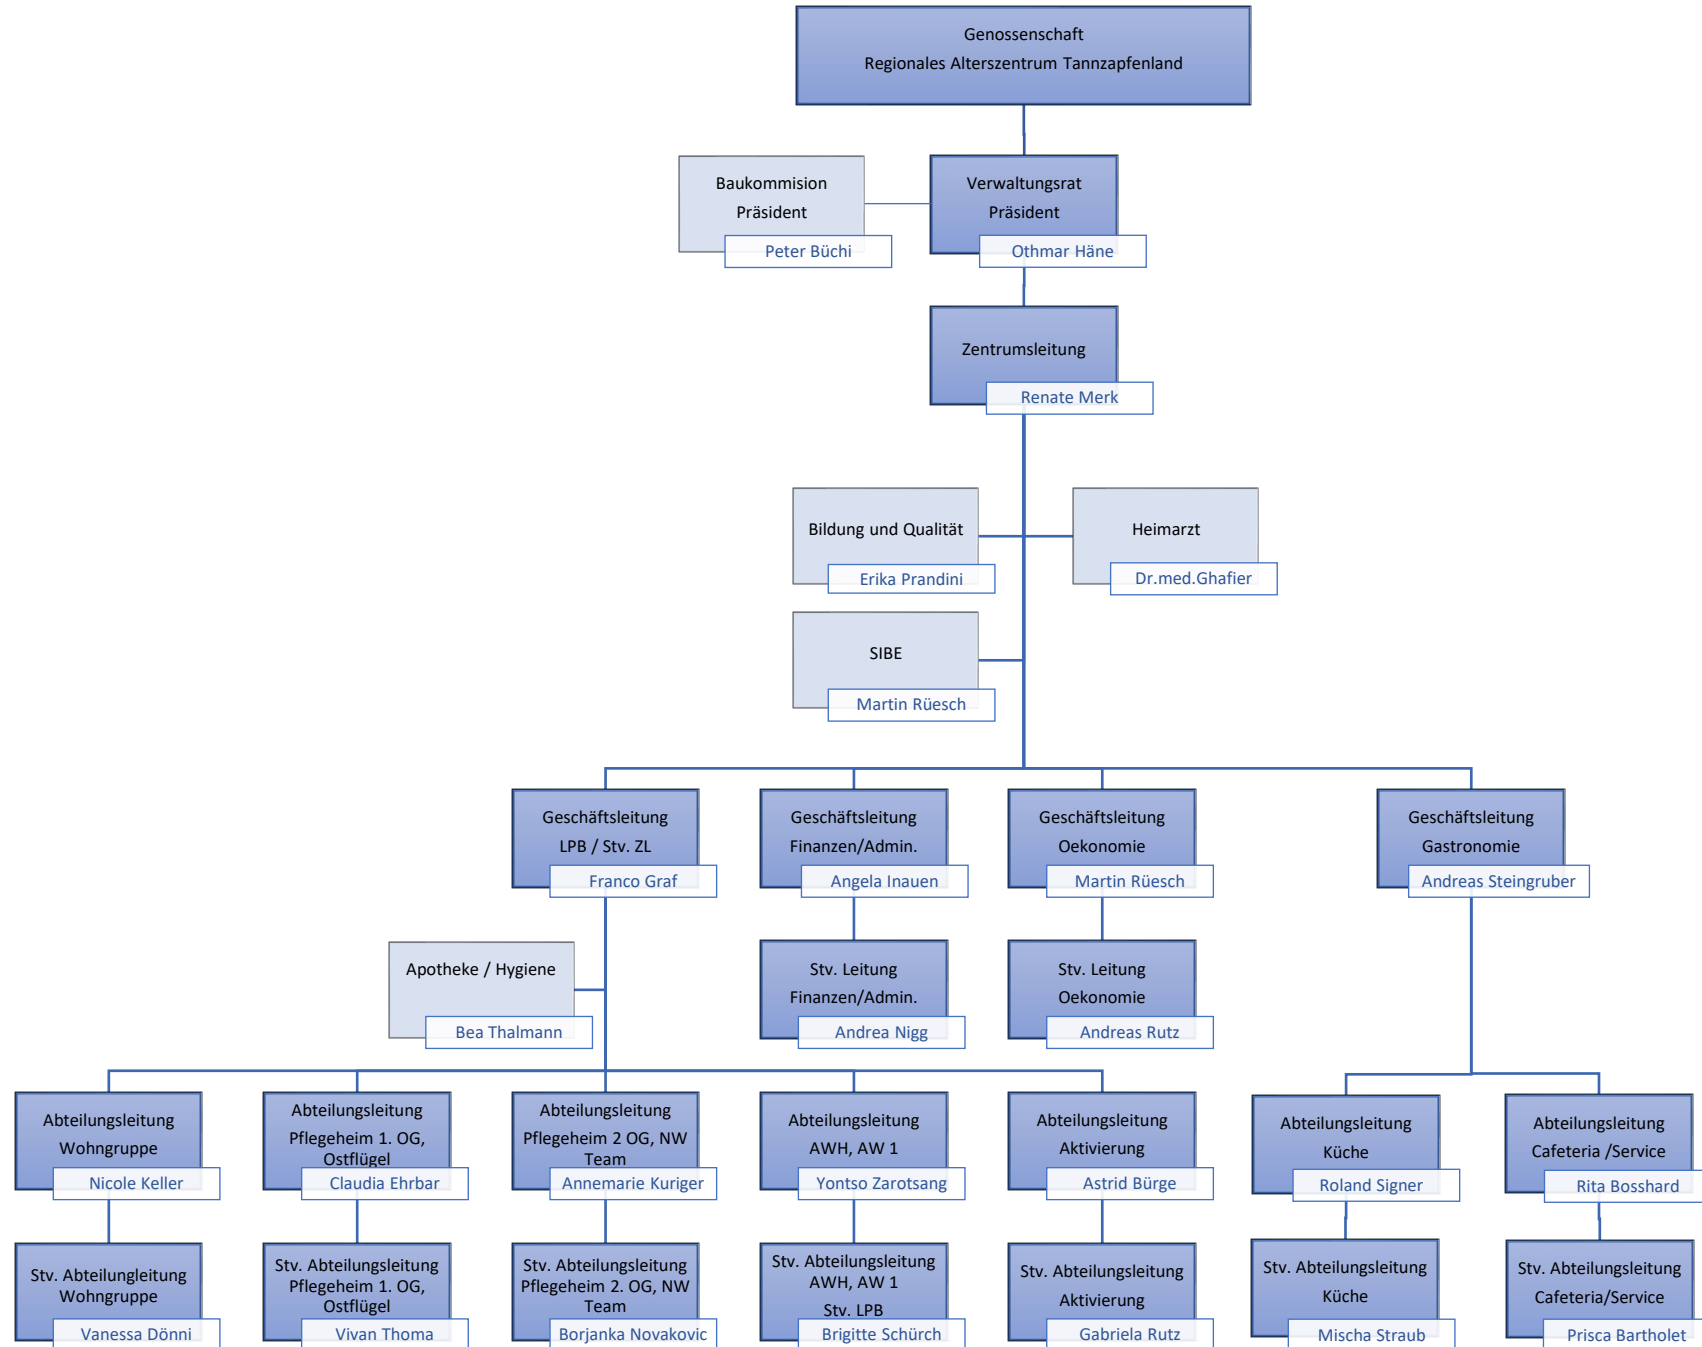 Genossenschaft
Regionales Alterszentrum Tannzapfenland
Baukommision
Präsident
Peter Büchi
Verwaltungsrat
Präsident
Othmar Häne
Zentrumsleitung
Renate Merk
Bildung und Qualität
Erika Prandini
Heimarzt
Dr.med.Ghafier
SIBE
Martin Rüesch
Geschäftsleitung
LPB / Stv. ZL
Franco Graf
Geschäftsleitung
Finanzen/Admin.
Angela Inauen
Geschäftsleitung
Oekonomie
Martin Rüesch
Geschäftsleitung
Gastronomie
Andreas Steingruber
Apotheke / Hygiene
Bea Thalmann
Stv. Leitung
Finanzen/Admin.
Andrea Nigg
Stv. Leitung
Oekonomie
Andreas Rutz
Abteilungsleitung
Wohngruppe
Nicole Keller
Abteilungsleitung
Pflegeheim 1. OG,
Ostflügel
Claudia Ehrbar
Abteilungsleitung
Pflegeheim 2 OG, NW
Team
Annemarie Kuriger
Abteilungsleitung
AWH, AW 1
Yontso Zarotsang
Abteilungsleitung
Aktivierung
Astrid Bürge
Abteilungsleitung
Küche
Roland Signer
Abteilungsleitung
Cafeteria /Service
Rita Bosshard
Stv. Abteilungleitung
Wohngruppe
Vanessa Dönni
Stv. Abteilungsleitung
Pflegeheim 1. OG,
Ostflügel
Vivan Thoma
Stv. Abteilungsleitung
Pflegeheim 2. OG, NW
Team
Borjanka Novakovic
Stv. Abteilungsleitung
AWH, AW 1
Stv. LPB
Brigitte Schürch
Stv. Abteilungsleitung
Aktivierung
Gabriela Rutz
Stv. Abteilungsleitung
Küche
Mischa Straub
Stv. Abteilungsleitung
Cafeteria/Service
Prisca Bartholet